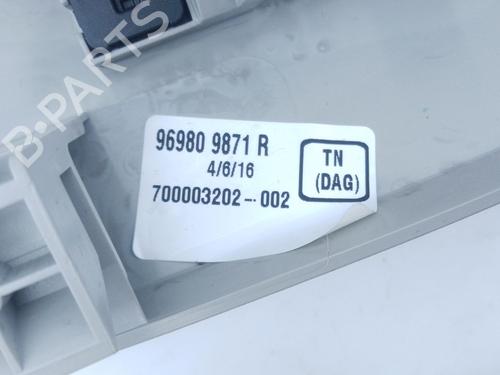 96980 9871 R
4/6/16
700003202-002
TN
(DAG)
B-PARTS